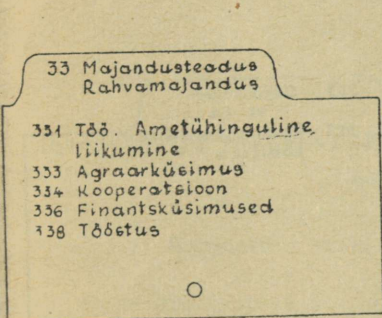 33 Majandusteadus
Rahvamajandus
331 Töö. Ametühinguline
liikumine
333 Agraarküsimus
334 Kooperatsioon
336 Finantsküsimused
338 Tööstus